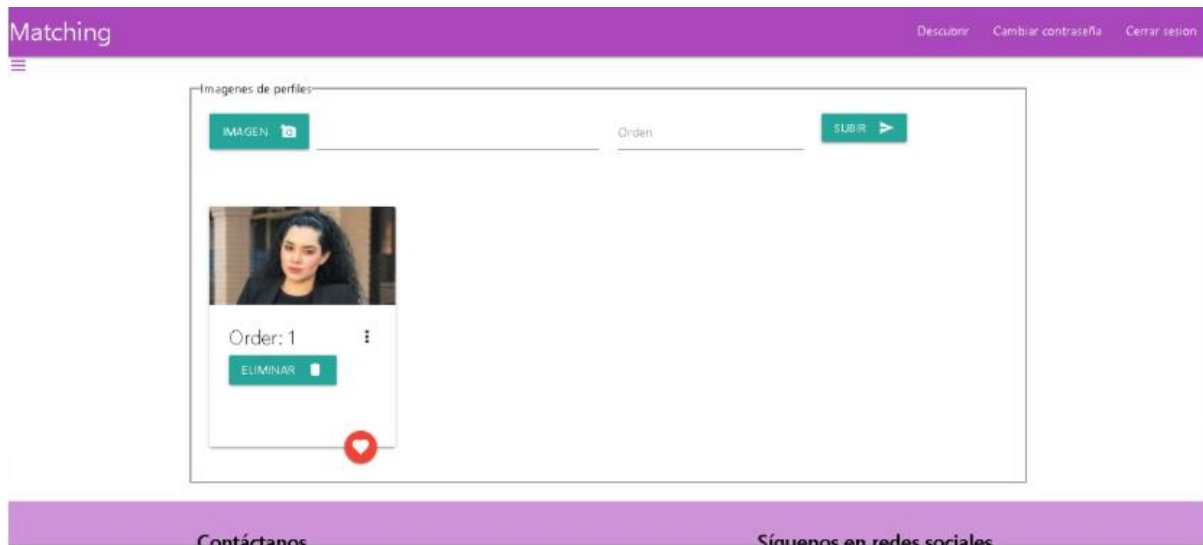 Matching
Descubrir Cambiar contraseña Cerrar sesion
Imagenes de perfiles
IMAGEN Orden SUBIR
Order: 1
ELIMINAR
Contáctanos Síguenos en redes sociales